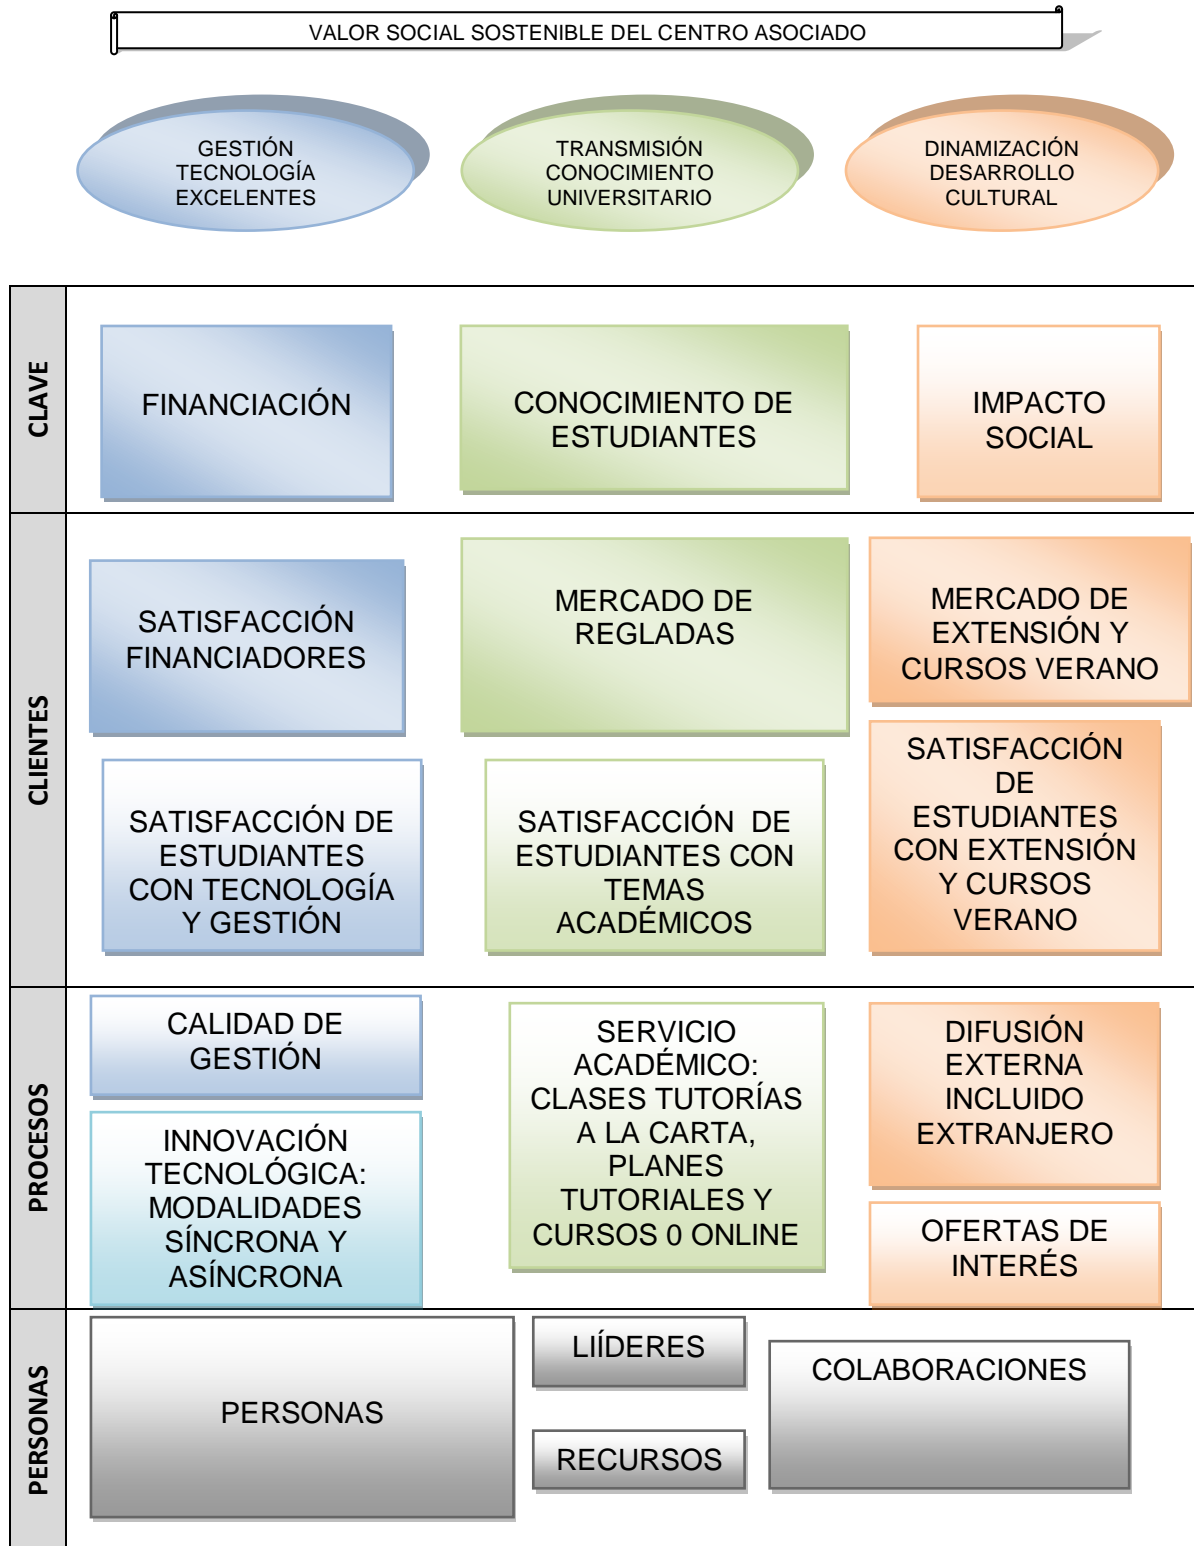 VALOR SOCIAL SOSTENIBLE DEL CENTRO ASOCIADO
GESTIÓN
TECNOLOGÍA
EXCELENTES
TRANSMISIÓN
CONOCIMIENTO
UNIVERSITARIO
DINAMIZACIÓN
DESARROLLO
CULTURAL
CLAVE
FINANCIACIÓN
CONOCIMIENTO DE
ESTUDIANTES
IMPACTO
SOCIAL
CLIENTES
SATISFACCIÓN
FINANCIADORES
MERCADO DE
REGLADAS
MERCADO DE
EXTENSIÓN Y
CURSOS VERANO
SATISFACCIÓN DE
ESTUDIANTES
CON TECNOLOGÍA
Y GESTIÓN
SATISFACCIÓN  DE
ESTUDIANTES CON
TEMAS
ACADÉMICOS
SATISFACCIÓN
DE
ESTUDIANTES
CON EXTENSIÓN
Y CURSOS
VERANO
PROCESOS
CALIDAD DE
GESTIÓN
INNOVACIÓN
TECNOLÓGICA:
MODALIDADES
SÍNCRONA Y
ASÍNCRONA
SERVICIO
ACADÉMICO:
CLASES TUTORÍAS
A LA CARTA,
PLANES
TUTORIALES Y
CURSOS 0 ONLINE
DIFUSIÓN
EXTERNA
INCLUIDO
EXTRANJERO
OFERTAS DE
INTERÉS
PERSONAS
PERSONAS
LIÍDERES
RECURSOS
COLABORACIONES